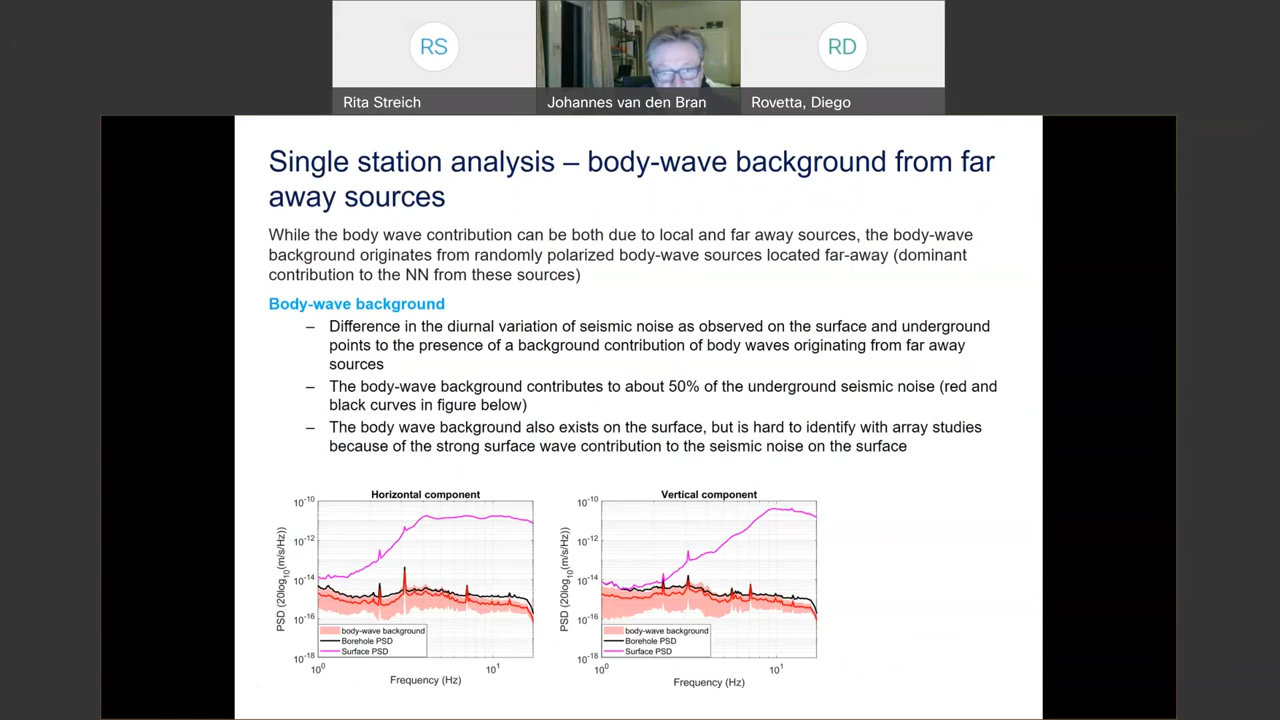 RS
RD
Rita Streich
Johannes van den Bran
Rovetta, Diego
Single station analysis – body-wave background from far
away sources
While the body wave contribution can be both due to local and far away sources, the body-wave
background originates from randomly polarized body-wave sources located far-away (dominant
contribution to the NN from these sources)
Body-wave background
– Difference in the diurnal variation of seismic noise as observed on the surface and underground
points to the presence of a background contribution of body waves originating from far away
sources
– The body-wave background contributes to about 50% of the underground seismic noise (red and
black curves in figure below)
– The body wave background also exists on the surface, but is hard to identify with array studies
because of the strong surface wave contribution to the seismic noise on the surface
Horizontal component
PSD (20log10(m/s/Hz))
10-10
10-12
10-14
10-16
10-18
body-wave background
Borehole PSD
Surface PSD
100
101
Frequency (Hz)
Vertical component
PSD (20log10(m/s/Hz))
10-10
10-12
10-14
10-16
10-18
body-wave background
Borehole PSD
Surface PSD
100
101
Frequency (Hz)